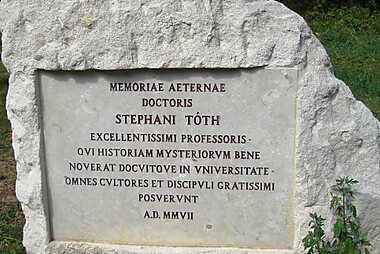 MEMORIAE AETERNAE
DOCTORIS
STEPHANI TÓTH
EXCELLENTISSIMI PROFESSORIS -
QVI HISTORIAM MYSTERIORVM BENE
NOVERAT DOCVITQVE IN VNIVERSITATE -
OMNES CVLTORES ET DISCIPVLI GRATISSIMI
POSVERVNT
A.D. MMVII